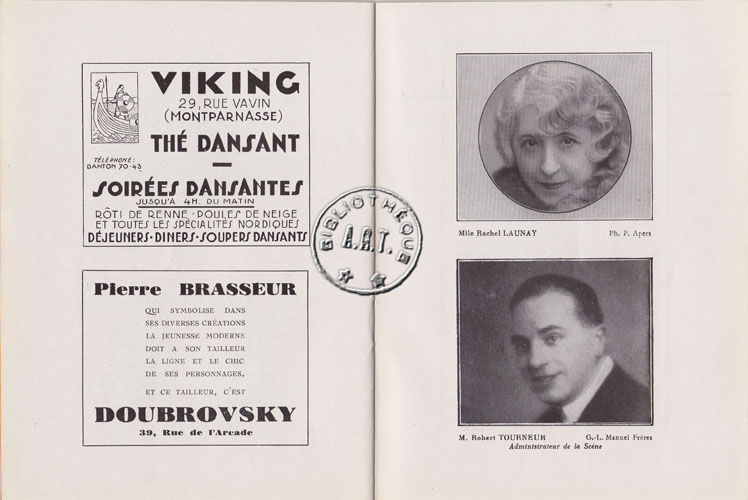 VIKING
29, RUE VAVIN
(MONTPARNASSE)
THÉ DANSANT
TÉLÉPHONE:
DANTON 70-43
SOIRÉES DANSANTES
JUSQU'À 4H. DU MATIN
RÔTI DE RENNE · POULES DE NEIGE
ET TOUTES LES SPÉCIALITÉS NORDIQUES
DÉJEUNERS · DINERS · SOUPERS DANSANTS
Pierre BRASSEUR
QUI SYMBOLISE DANS
SES DIVERSES CRÉATIONS
LA JEUNESSE MODERNE
DOIT A SON TAILLEUR
LA LIGNE ET LE CHIC
DE SES PERSONNAGES,
ET CE TAILLEUR, C'EST
DOUBROVSKY
39, Rue de l'Arcade
BIBLIOTHÈQUE
A.R.T.
Mlle Rachel LAUNAY Ph. P. Apers
M. Robert TOURNEUR G.-L. Manuel Frères
Administrateur de la Scène